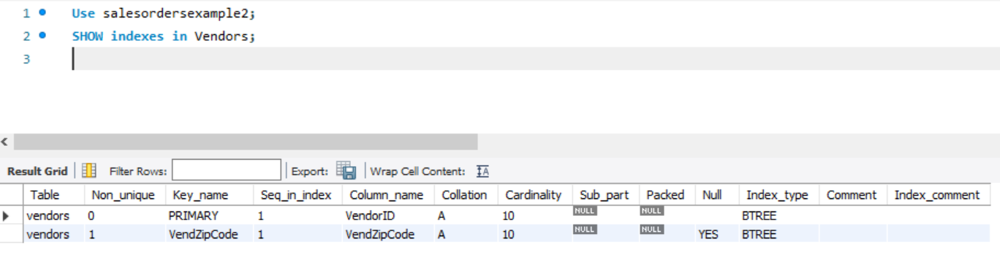 1 Use salesordersexample2;
2 SHOW indexes in Vendors;
3
Result Grid Filter Rows: Export: Wrap Cell Content: IA
Table Non_unique Key_name Seq_in_index Column_name Collation Cardinality Sub_part Packed Null Index_type Comment Index_comment
vendors 0 PRIMARY 1 VendorID A 10 NULL NULL BTREE
vendors 1 VendZipCode 1 VendZipCode A 10 NULL NULL YES BTREE